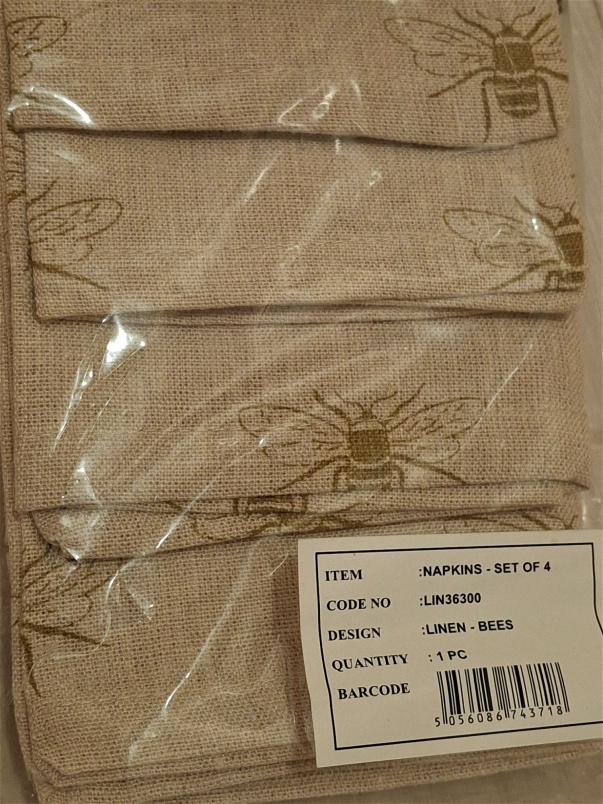 ITEM :NAPKINS - SET OF 4
CODE NO :LIN36300
DESIGN :LINEN - BEES
QUANTITY : 1 PC
BARCODE
5 056086 743718